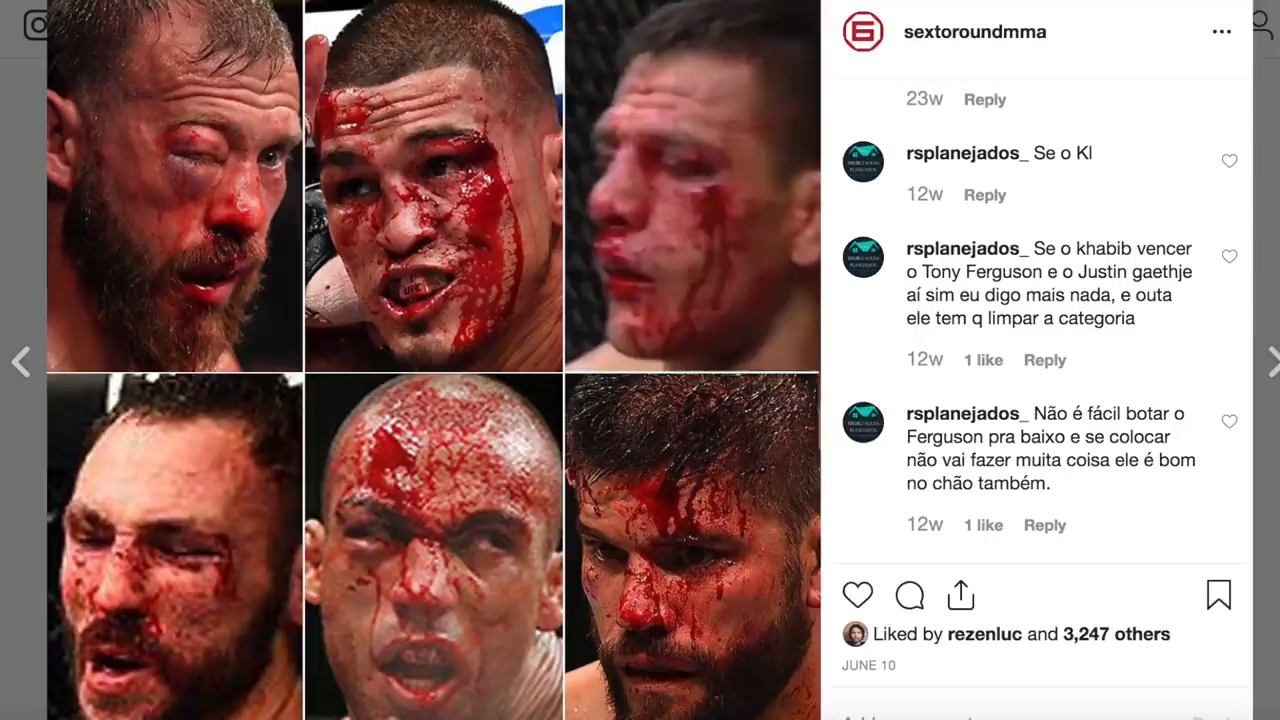 sextoroundmma
23w Reply
rsplanejados_ Se o Kl
12w Reply
rsplanejados_ Se o khabib vencer
o Tony Ferguson e o Justin gaethje
aí sim eu digo mais nada, e outa
ele tem q limpar a categoria
12w 1 like Reply
rsplanejados_ Não é fácil botar o
Ferguson pra baixo e se colocar
não vai fazer muita coisa ele é bom
no chão também.
12w 1 like Reply
Liked by rezenluc and 3,247 others
JUNE 10
UFC